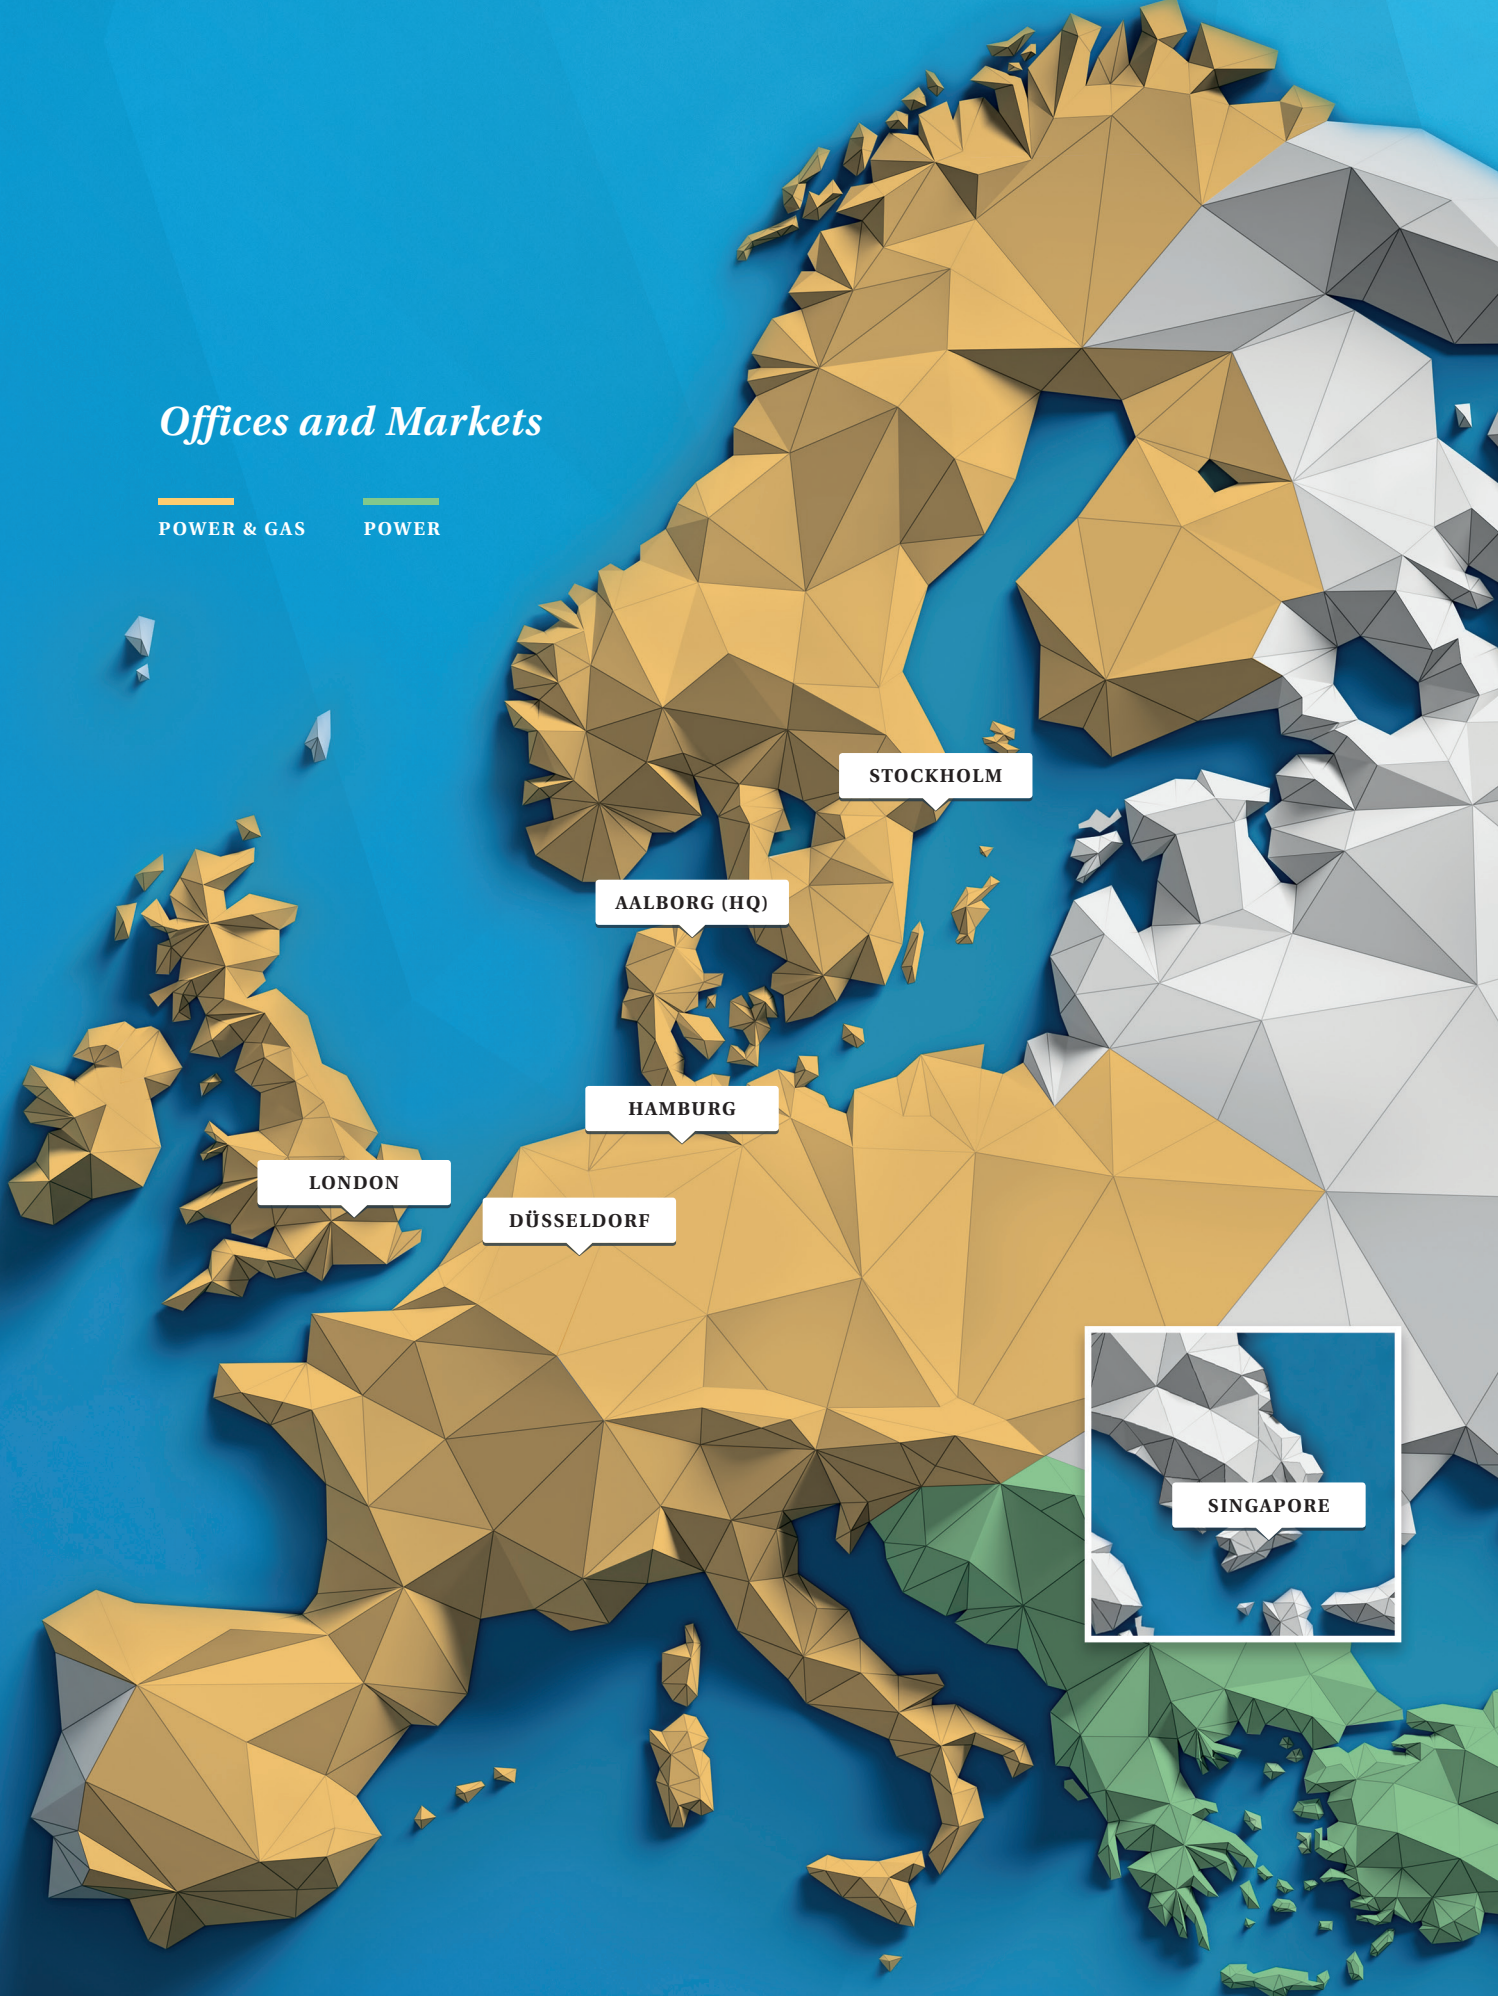 Offices and Markets
POWER & GAS
POWER
STOCKHOLM
AALBORG (HQ)
HAMBURG
LONDON
DÜSSELDORF
SINGAPORE